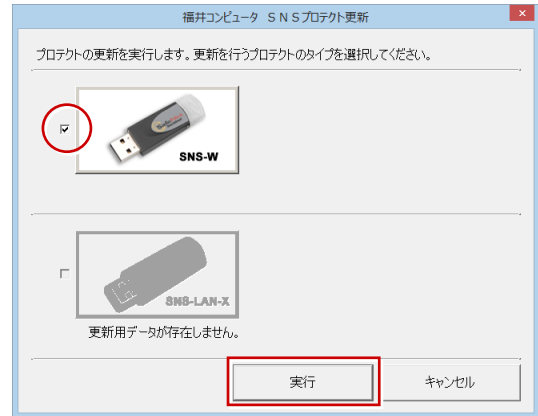 福井コンピュータ ＳＮＳプロテクト更新
プロテクトの更新を実行します。更新を行うプロテクトのタイプを選択してください。
SNS-W
SNS-LAN-X
更新用データが存在しません。
実行
キャンセル